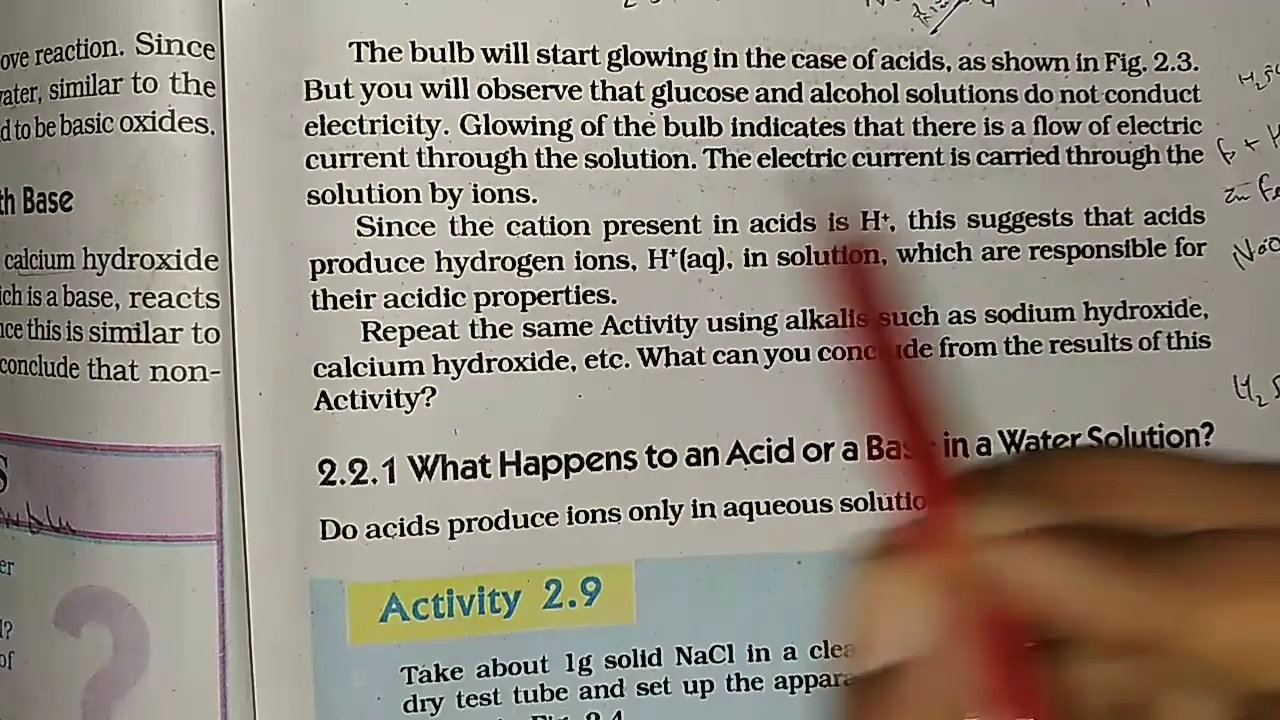 ove reaction. Since
ater, similar to the
d to be basic oxides.
th Base
calcium hydroxide
ich is a base, reacts
nce this is similar to
conclude that non-
er
l?
of
The bulb will start glowing in the case of acids, as shown in Fig. 2.3.
But you will observe that glucose and alcohol solutions do not conduct
electricity. Glowing of the bulb indicates that there is a flow of electric
current through the solution. The electric current is carried through the
solution by ions.
Since the cation present in acids is H⁺, this suggests that acids
produce hydrogen ions, H⁺(aq), in solution, which are responsible for
their acidic properties.
Repeat the same Activity using alkalis such as sodium hydroxide,
calcium hydroxide, etc. What can you conclude from the results of this
Activity?
2.2.1 What Happens to an Acid or a Base in a Water Solution?
Do acids produce ions only in aqueous solutio
Activity 2.9
Take about 1g solid NaCl in a clea
dry test tube and set up the appara
Fig. 2.4